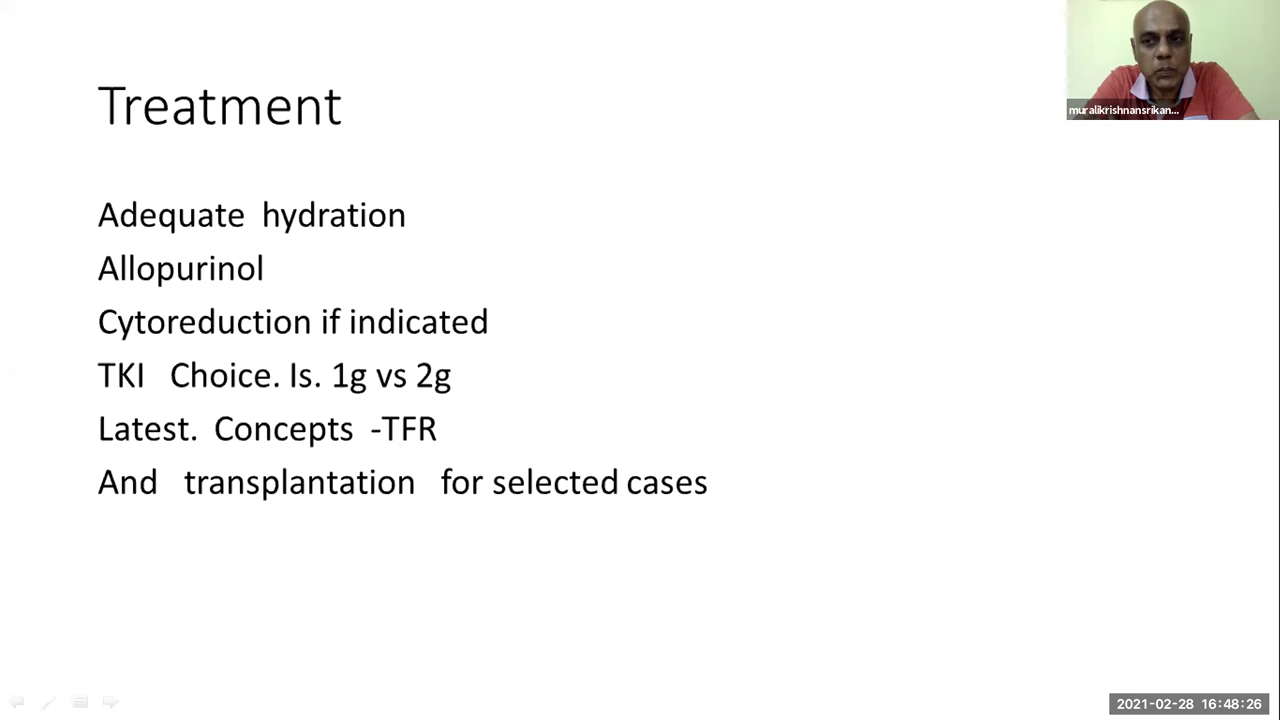 muralikrishnansrikan...
Treatment
Adequate hydration
Allopurinol
Cytoreduction if indicated
TKI Choice. Is. 1g vs 2g
Latest. Concepts -TFR
And transplantation for selected cases
2021-02-28 16:48:26